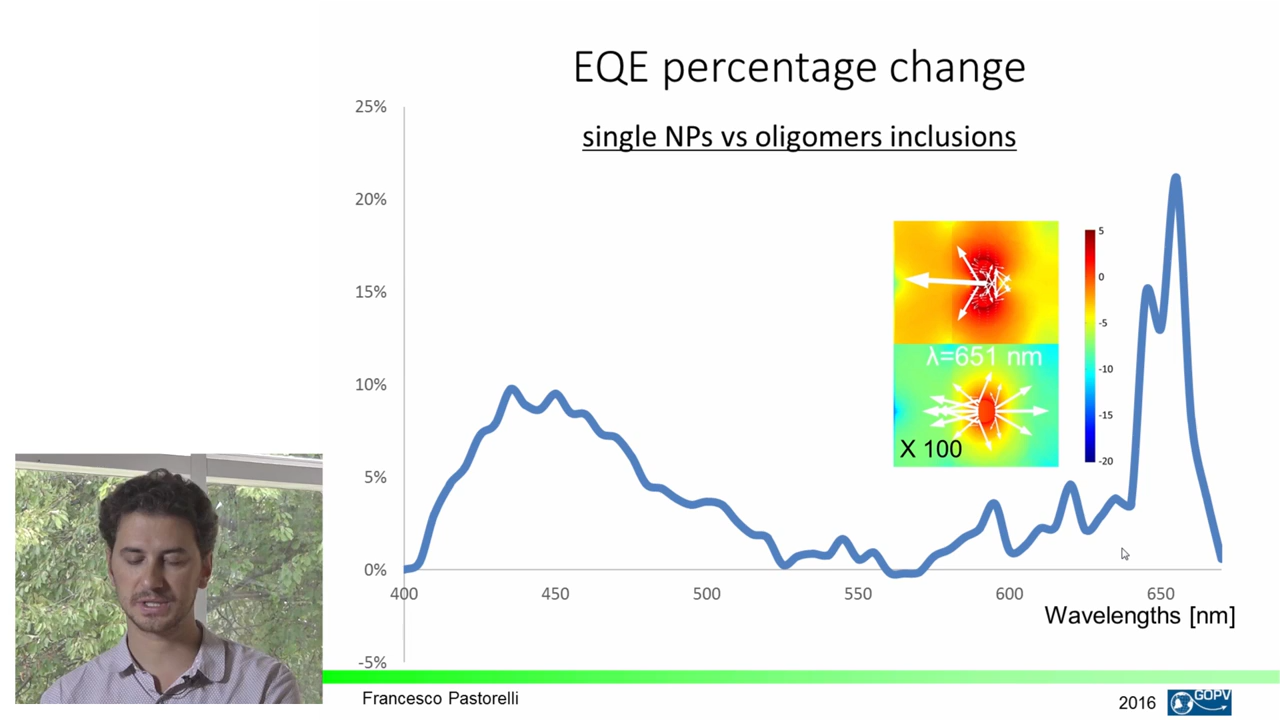 EQE percentage change
single NPs vs oligomers inclusions
25%
20%
15%
10%
5%
0%
-5%
400
450
500
550
600
650
Wavelengths [nm]
λ=651 nm
X 100
5
0
-5
-10
-15
-20
Francesco Pastorelli
2016
GOPV